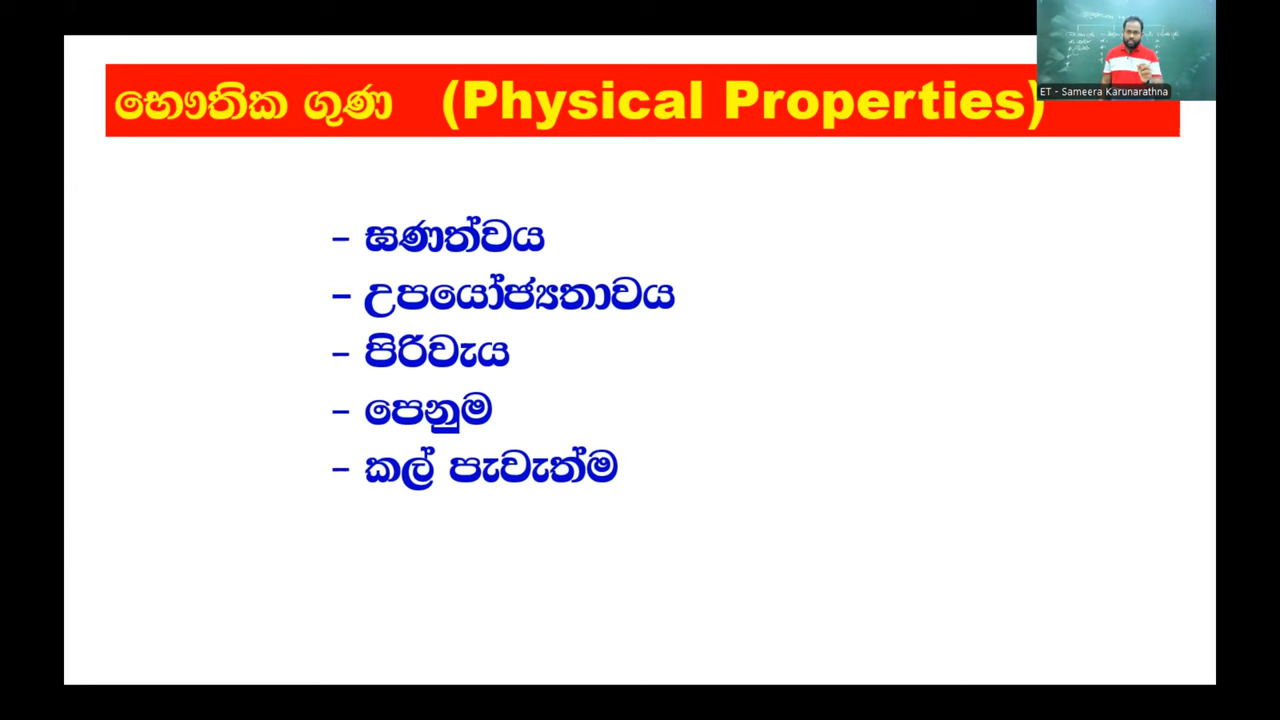 භෞතික ගුණ (Physical Properties)
ET - Sameera Karunarathna
- ඝණත්වය
- උපයෝජ්‍යතාවය
- පිරිවැය
- පෙනුම
- කල් පැවැත්ම